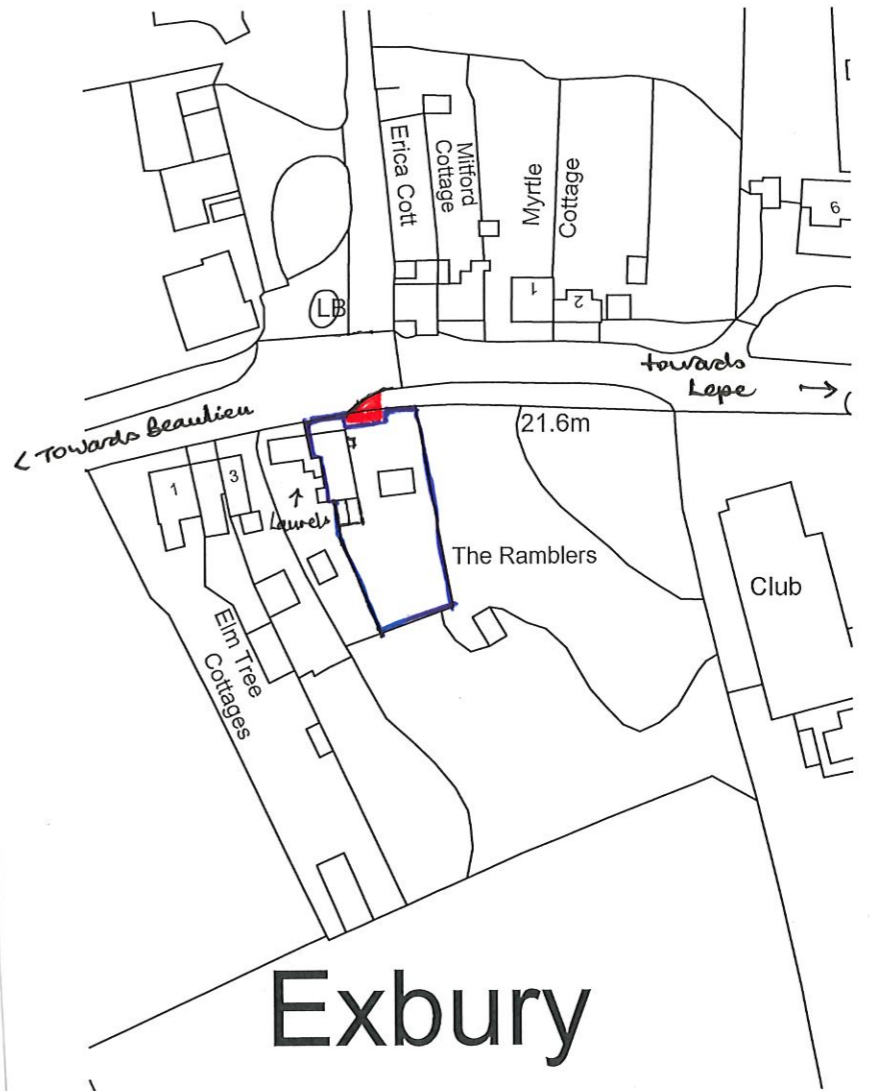 Erica Cott
Mitford
Cottage
Myrtle
Cottage
9
LB
1
2
towards
Lepe →
< Towards Beaulieu
21.6m
1
3
↑
Laurels
The Ramblers
Club
Elm Tree
Cottages
Exbury